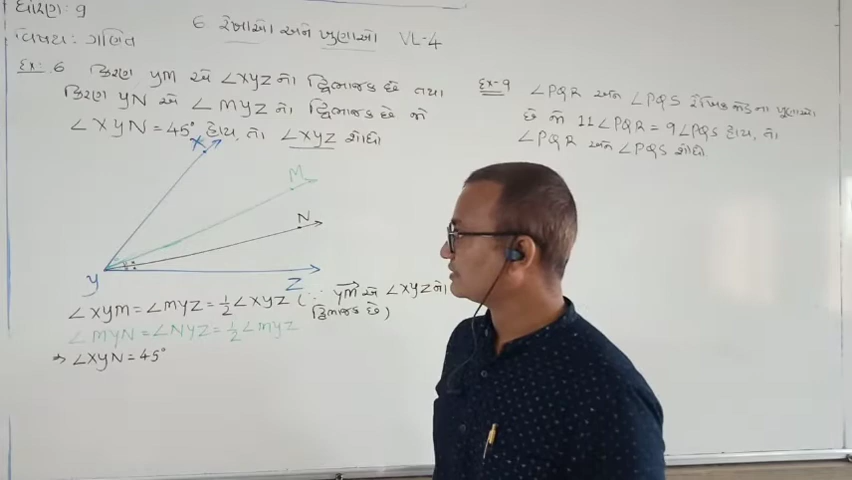 ધોરણ: 9
વિષય: ગણિત
6 રેખાઓ અને ખૂણાઓ VL-4
Ex: 6 કિરણ YM એ ∠XYZ નો દ્વિભાજક છે તથા
કિરણ YN એ ∠MYZ નો દ્વિભાજક છે જો
∠XYN = 45° હોય, તો ∠XYZ શોધો
X
M
N
Y
Z
∠XYM = ∠MYZ = 1/2 ∠XYZ (∵ YM એ ∠XYZ નો
દ્વિભાજક છે)
∠MYN = ∠NYZ = 1/2 ∠MYZ
⇒ ∠XYN = 45°
Ex-9 ∠PQR અને ∠PQS રૈખિક જોડના ખૂણાઓ
છે જો 11∠PQR = 9∠PQS હોય, તો
∠PQR અને ∠PQS શોધો.